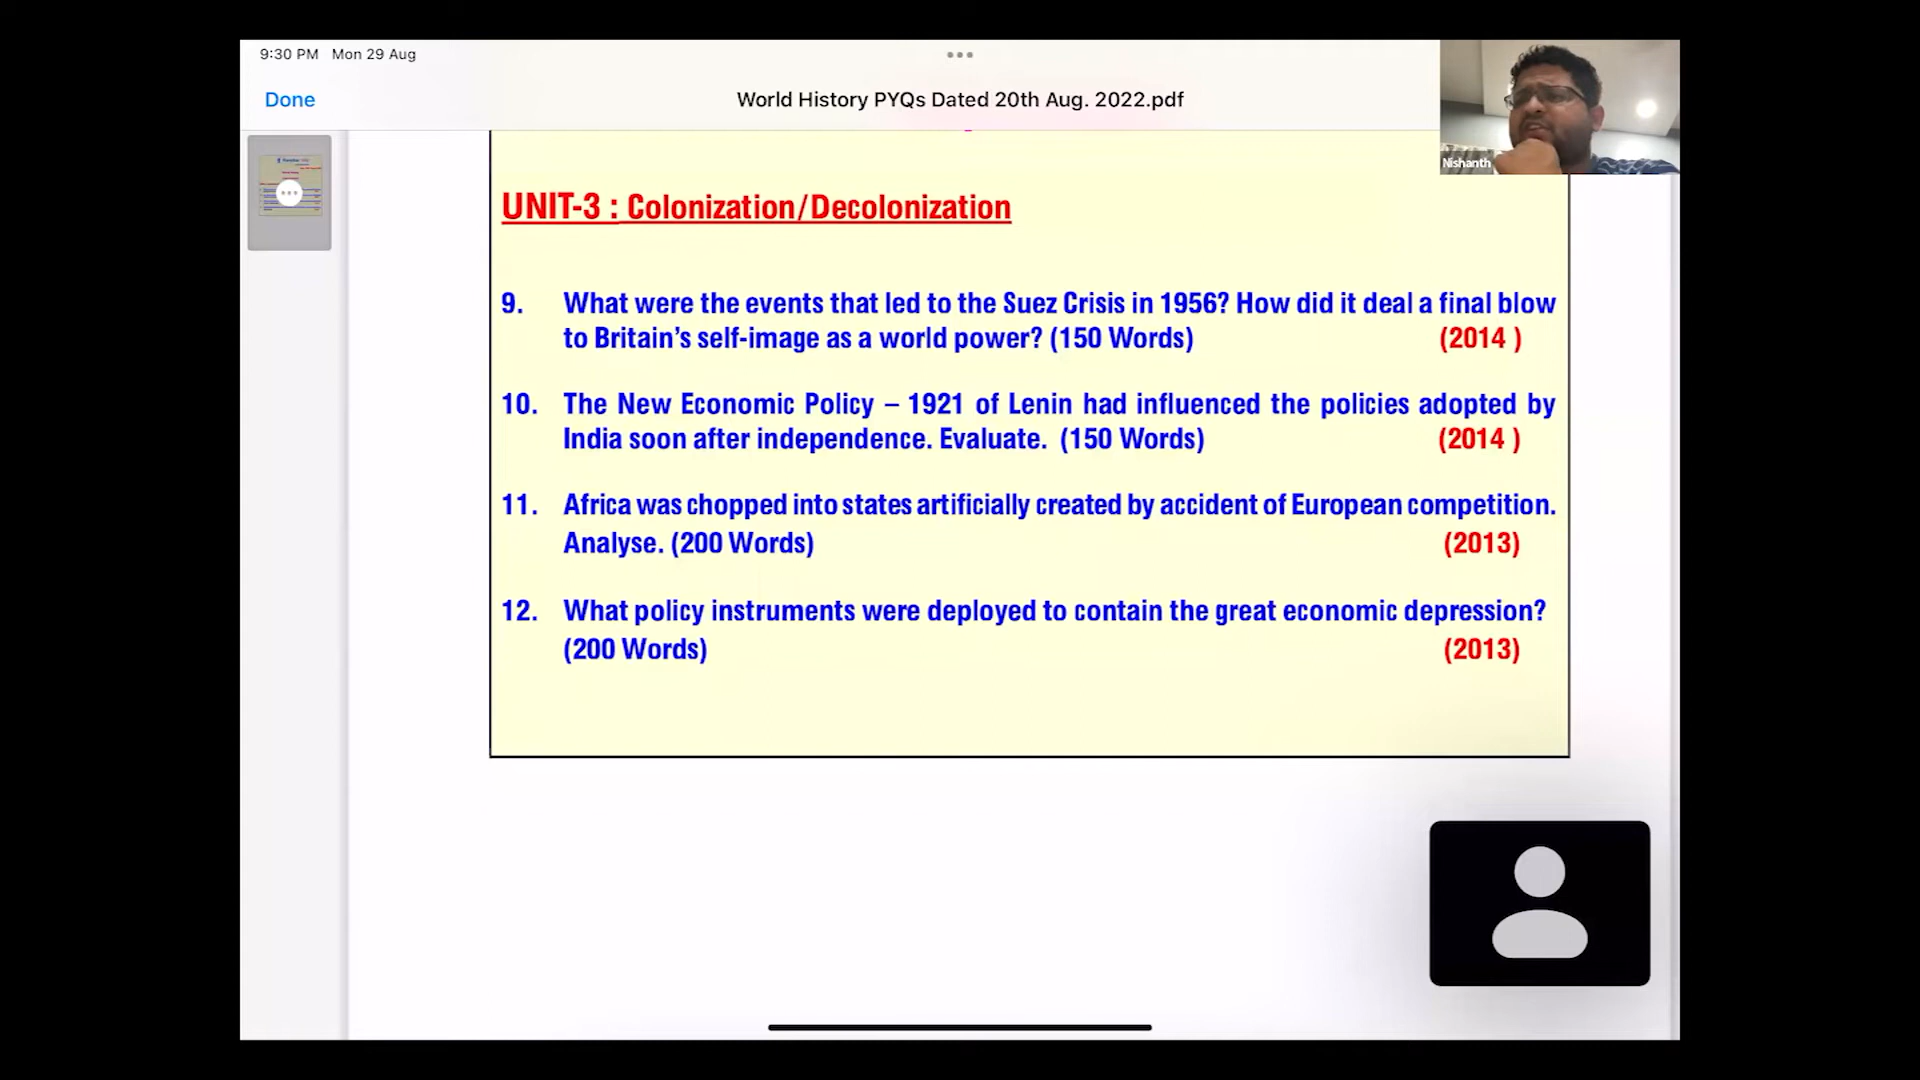 9:30 PM Mon 29 Aug
Done
World History PYQs Dated 20th Aug. 2022.pdf
Nishanth
UNIT-3 : Colonization/Decolonization
9. What were the events that led to the Suez Crisis in 1956? How did it deal a final blow
to Britain's self-image as a world power? (150 Words) (2014 )
10. The New Economic Policy – 1921 of Lenin had influenced the policies adopted by
India soon after independence. Evaluate. (150 Words) (2014 )
11. Africa was chopped into states artificially created by accident of European competition.
Analyse. (200 Words) (2013)
12. What policy instruments were deployed to contain the great economic depression?
(200 Words) (2013)